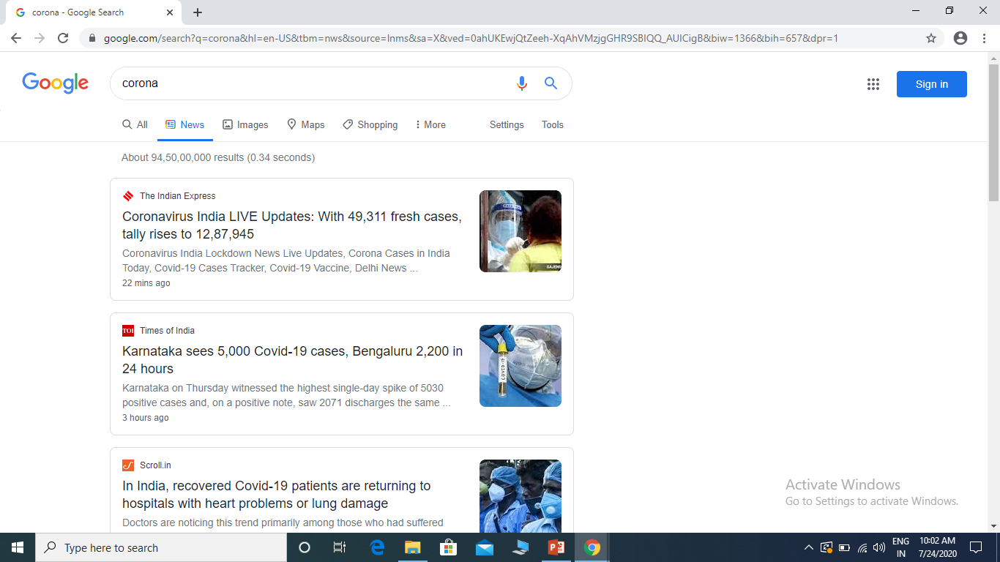 corona - Google Search
google.com/search?q=corona&hl=en-US&tbm=nws&source=lnms&sa=X&ved=0ahUKEwjQtZeeh-XqAhVMzjgGHR9SBIQQ_AUICigB&biw=1366&bih=657&dpr=1
Google corona Sign in
All News Images Maps Shopping More Settings Tools
About 94,50,00,000 results (0.34 seconds)
The Indian Express
Coronavirus India LIVE Updates: With 49,311 fresh cases,
tally rises to 12,87,945
Coronavirus India Lockdown News Live Updates, Corona Cases in India
Today, Covid-19 Cases Tracker, Covid-19 Vaccine, Delhi News ...
22 mins ago
GAJEND
TOI Times of India
Karnataka sees 5,000 Covid-19 cases, Bengaluru 2,200 in
24 hours
Karnataka on Thursday witnessed the highest single-day spike of 5030
positive cases and, on a positive note, saw 2071 discharges the same ...
3 hours ago
COVID-19
Scroll.in
In India, recovered Covid-19 patients are returning to
hospitals with heart problems or lung damage
Doctors are noticing this trend primarily among those who had suffered
Activate Windows
Go to Settings to activate Windows.
Type here to search
ENG
IN
10:02 AM
7/24/2020